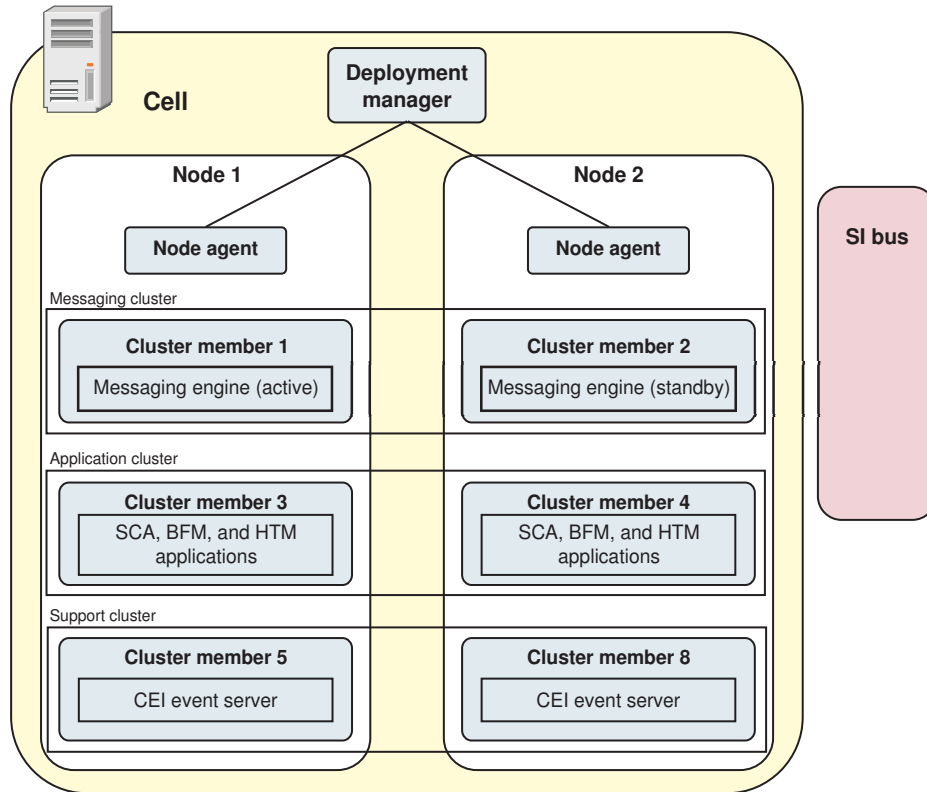 Deployment
manager
Cell
Node 1
Node 2
Node agent
Node agent
SI bus
Messaging cluster
Cluster member 1
Messaging engine (active)
Cluster member 2
Messaging engine (standby)
Application cluster
Cluster member 3
SCA, BFM, and HTM
applications
Cluster member 4
SCA, BFM, and HTM
applications
Support cluster
Cluster member 5
CEI event server
Cluster member 8
CEI event server